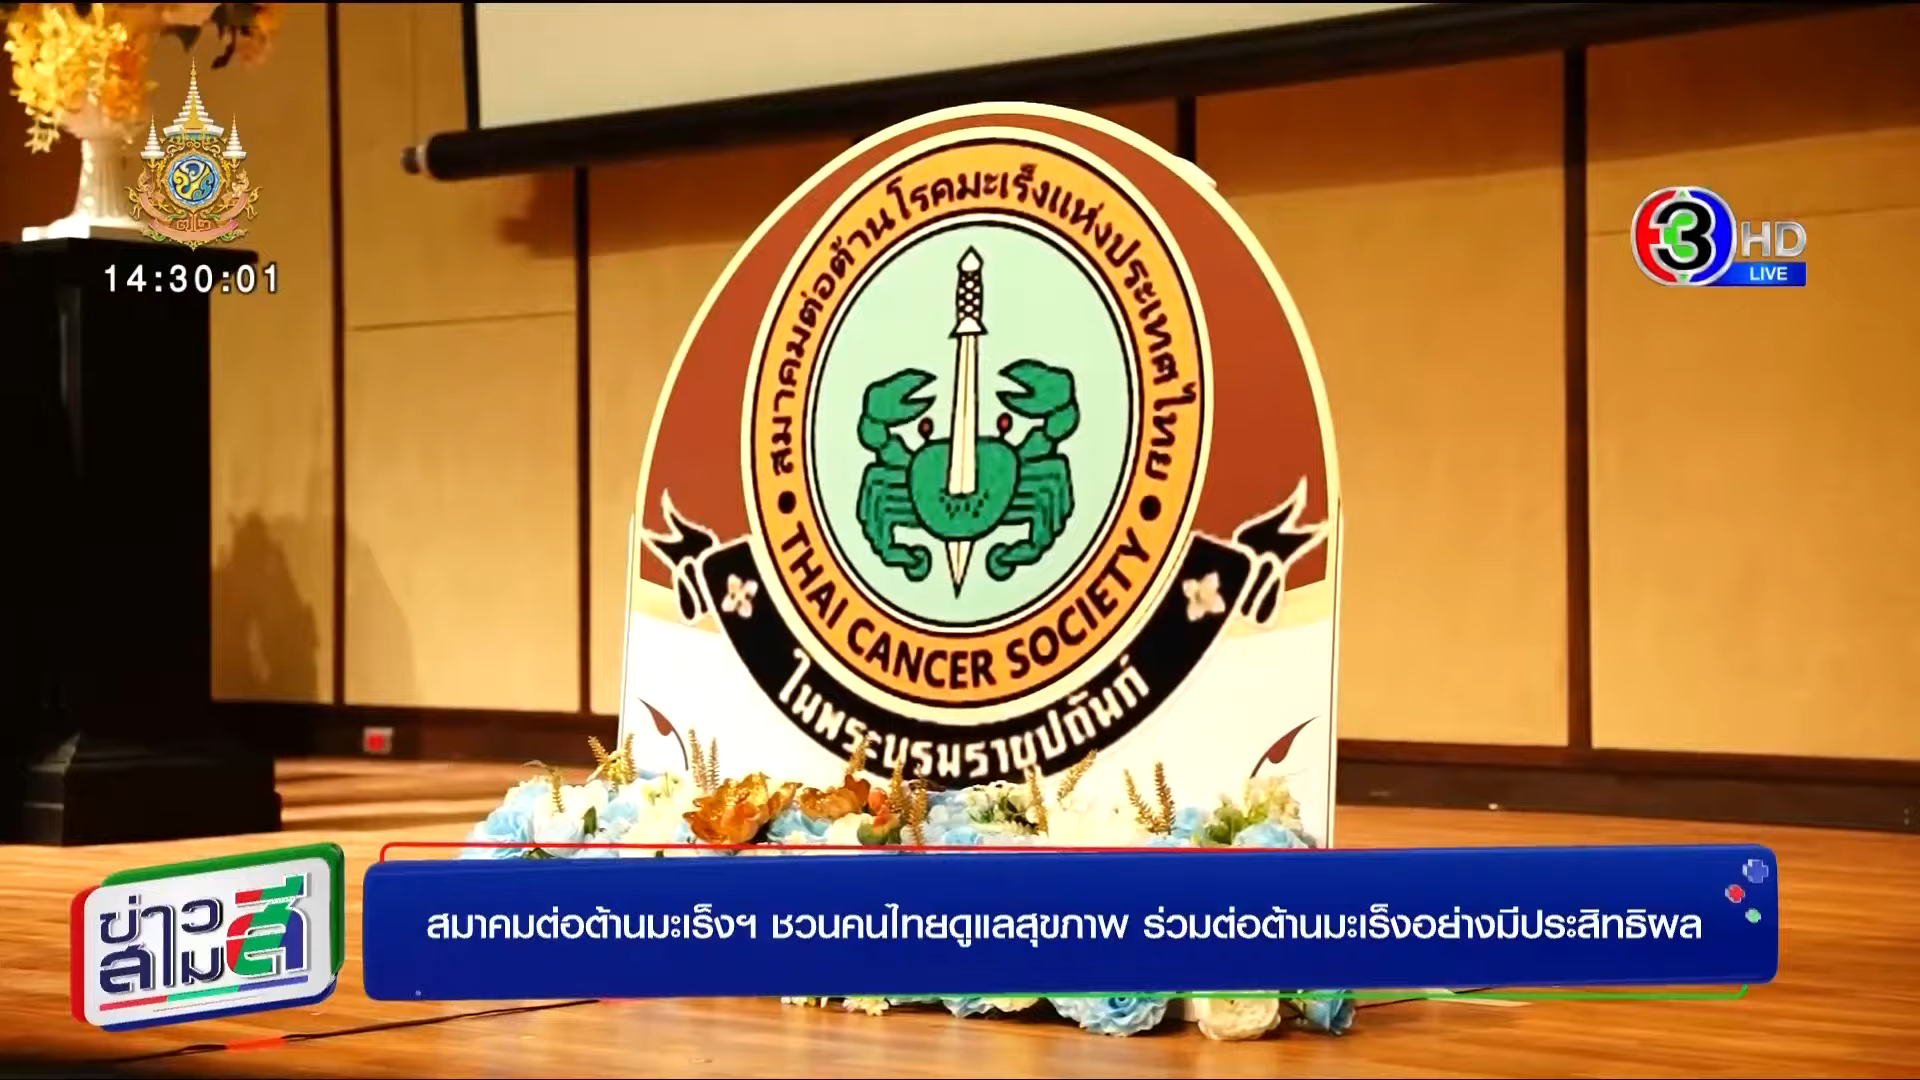 ๗๒
14:30:01
3 HD
LIVE
สมาคมต่อต้านโรคมะเร็งแห่งประเทศไทย
THAI CANCER SOCIETY
ในพระบรมราชูปถัมภ์
ข่าว
สามสี
สมาคมต่อต้านมะเร็งฯ ชวนคนไทยดูแลสุขภาพ ร่วมต่อต้านมะเร็งอย่างมีประสิทธิผล